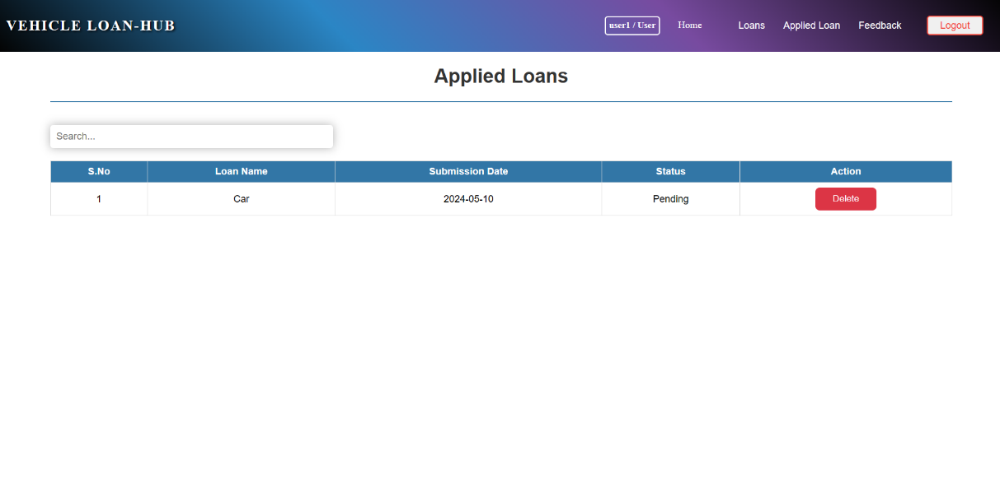 VEHICLE LOAN-HUB
user1 / User Home Loans Applied Loan Feedback Logout
Applied Loans
Search...
S.No Loan Name Submission Date Status Action
1 Car 2024-05-10 Pending Delete